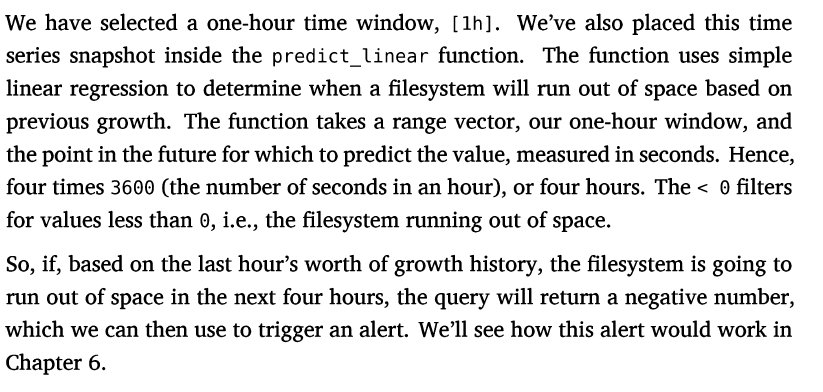 We have selected a one-hour time window, [1h]. We’ve also placed this time
series snapshot inside the predict_linear function. The function uses simple
linear regression to determine when a filesystem will run out of space based on
previous growth. The function takes a range vector, our one-hour window, and
the point in the future for which to predict the value, measured in seconds. Hence,
four times 3600 (the number of seconds in an hour), or four hours. The < 0 filters
for values less than 0, i.e., the filesystem running out of space.
So, if, based on the last hour’s worth of growth history, the filesystem is going to
run out of space in the next four hours, the query will return a negative number,
which we can then use to trigger an alert. We’ll see how this alert would work in
Chapter 6.